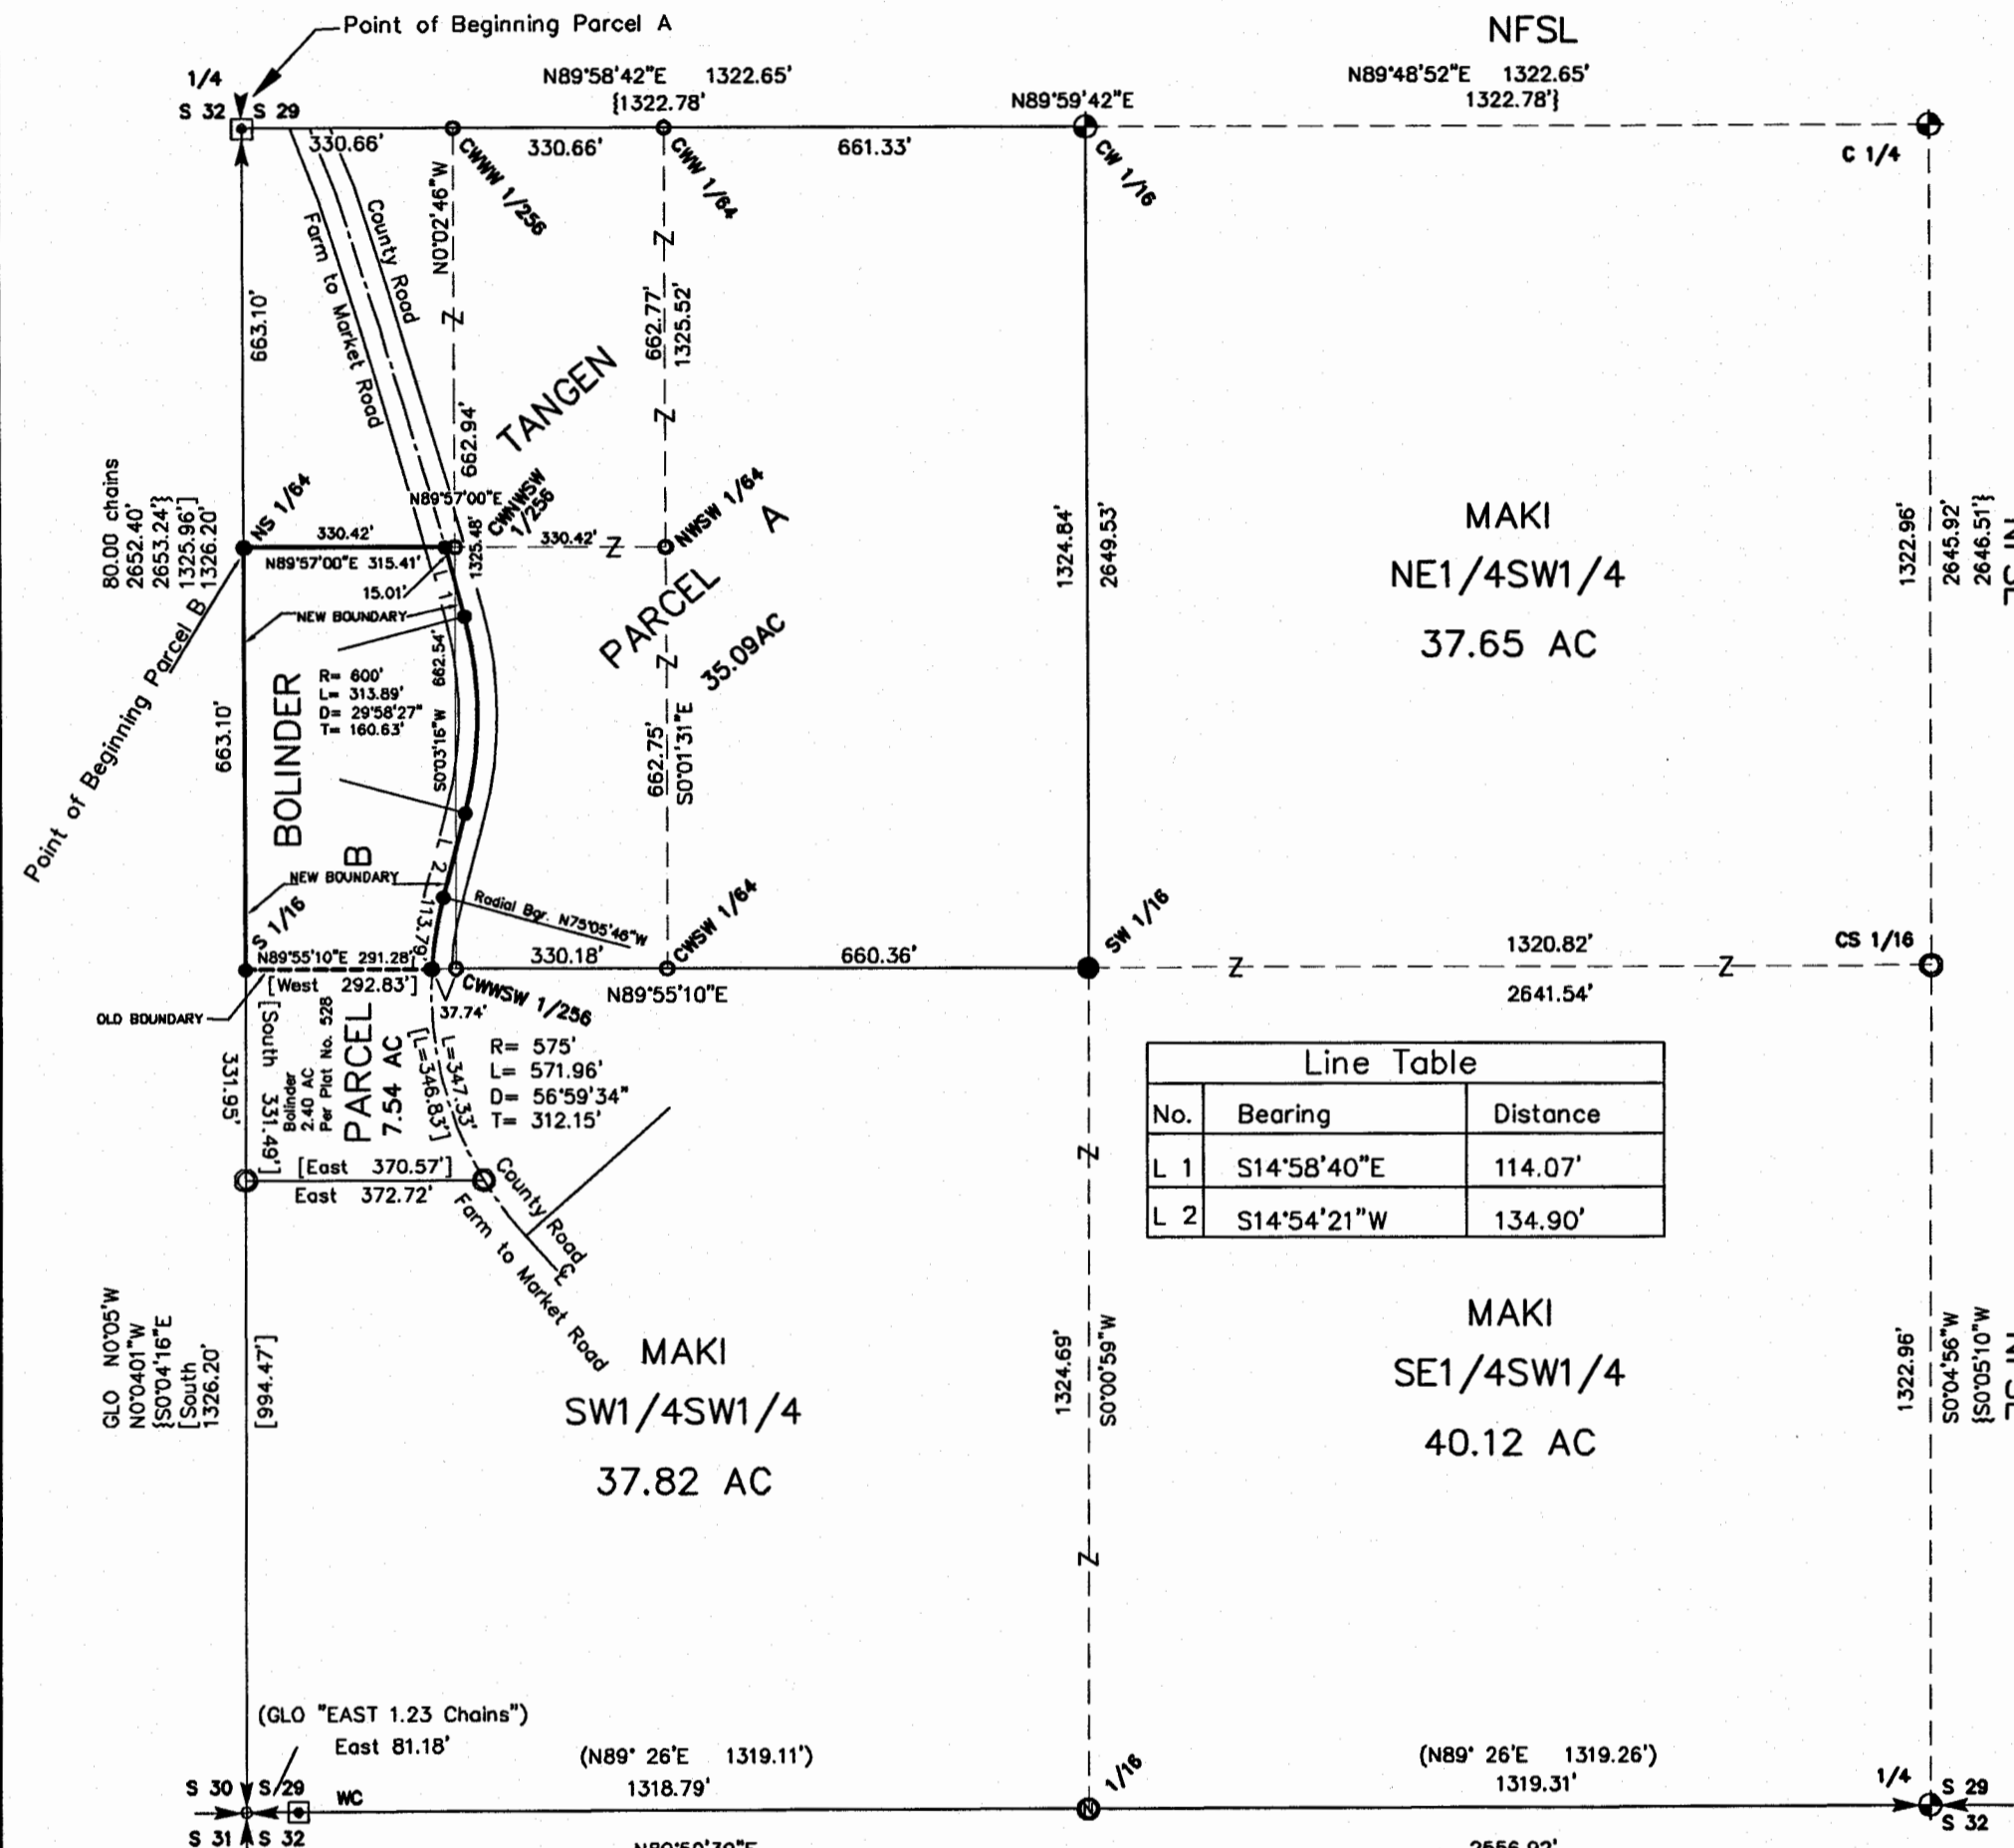 Point of Beginning Parcel A
NFSL
1/4
S 32 S 29
N89°58'42"E 1322.65'
{1322.78'
N89°59'42"E
N89°48'52"E 1322.65'
1322.78'}
330.66'
330.66'
661.33'
CWWW 1/256
CWW 1/64
CW 1/16
C 1/4
N0°02'46"W
County Road
Farm to Market Road
663.10'
662.77'
1325.52'
Z
Z
Z
TANGEN
662.94'
80.00 chains
2652.40'
2653.24'}
1325.96']
1326.20'
NS 1/64
N89°57'00"E
CWNWSW
1/256
NWSW 1/64
330.42'
330.42'
Z
N89°57'00"E 315.41'
1325.48'
15.01'
L 1
PARCEL A
35.09AC
1324.84'
2649.53'
MAKI
NE1/4SW1/4
37.65 AC
1322.96'
2645.92'
2646.51'}
Point of Beginning Parcel B
NEW BOUNDARY
BOLINDER
R= 600'
L= 313.89'
D= 29°58'27"
T= 160.63'
S0°03'16"W 662.54'
Z
663.10'
662.75'
S0°01'31"E
B
L 2
NEW BOUNDARY
113.79'
Radial Bgr. N75°05'46"W
S 1/16
CWSW 1/64
SW 1/16
CS 1/16
N89°55'10"E 291.28'
[West 292.83']
330.18'
660.36'
1320.82'
Z
Z
2641.54'
CWWSW 1/256
N89°55'10"E
37.74'
OLD BOUNDARY
331.95'
[South 331.49']
Bolinder
2.40 AC
Per Plat No. 528
PARCEL
7.54 AC
[L=346.83']
L=347.33'
R= 575'
L= 571.96'
D= 56°59'34"
T= 312.15'
Line Table
No. Bearing Distance
L 1 S14°58'40"E 114.07'
L 2 S14°54'21"W 134.90'
[East 370.57']
East 372.72'
County Road
Farm to Market Road
Z
GLO N0°05'W
N0°04'01"W
{S0°04'16"E
[South
1326.20'
[994.47']
MAKI
SW1/4SW1/4
37.82 AC
1324.69'
S0°00'59"W
MAKI
SE1/4SW1/4
40.12 AC
1322.96'
S0°04'56"W
{S0°05'10"W
Z
(GLO "EAST 1.23 Chains")
East 81.18'
(N89° 26'E 1319.11')
1318.79'
1/16
(N89° 26'E 1319.26')
1319.31'
1/4
S 30 S 29
WC
S 31 S 32
S 29
S 32
2556.92'